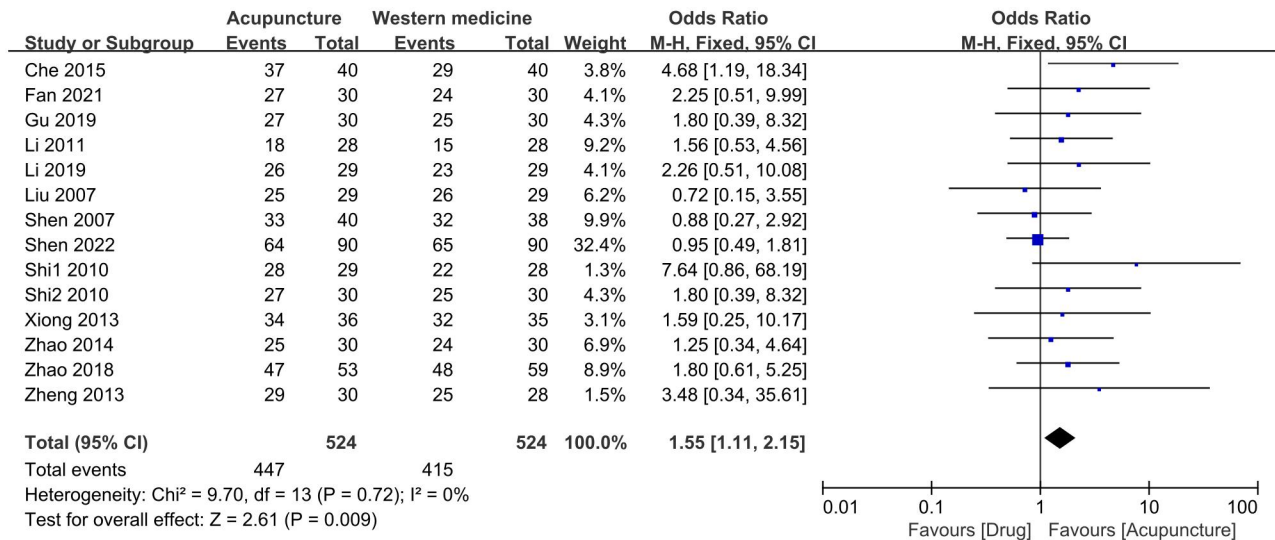 Acupuncture Western medicine Odds Ratio Odds Ratio
Study or Subgroup Events Total Events Total Weight M-H, Fixed, 95% CI M-H, Fixed, 95% CI
Che 2015 37 40 29 40 3.8% 4.68 [1.19, 18.34]
Fan 2021 27 30 24 30 4.1% 2.25 [0.51, 9.99]
Gu 2019 27 30 25 30 4.3% 1.80 [0.39, 8.32]
Li 2011 18 28 15 28 9.2% 1.56 [0.53, 4.56]
Li 2019 26 29 23 29 4.1% 2.26 [0.51, 10.08]
Liu 2007 25 29 26 29 6.2% 0.72 [0.15, 3.55]
Shen 2007 33 40 32 38 9.9% 0.88 [0.27, 2.92]
Shen 2022 64 90 65 90 32.4% 0.95 [0.49, 1.81]
Shi1 2010 28 29 22 28 1.3% 7.64 [0.86, 68.19]
Shi2 2010 27 30 25 30 4.3% 1.80 [0.39, 8.32]
Xiong 2013 34 36 32 35 3.1% 1.59 [0.25, 10.17]
Zhao 2014 25 30 24 30 6.9% 1.25 [0.34, 4.64]
Zhao 2018 47 53 48 59 8.9% 1.80 [0.61, 5.25]
Zheng 2013 29 30 25 28 1.5% 3.48 [0.34, 35.61]
Total (95% CI) 524 524 100.0% 1.55 [1.11, 2.15]
Total events 447 415
Heterogeneity: Chi² = 9.70, df = 13 (P = 0.72); I² = 0%
Test for overall effect: Z = 2.61 (P = 0.009)
0.01 0.1 1 10 100
Favours [Drug] Favours [Acupuncture]